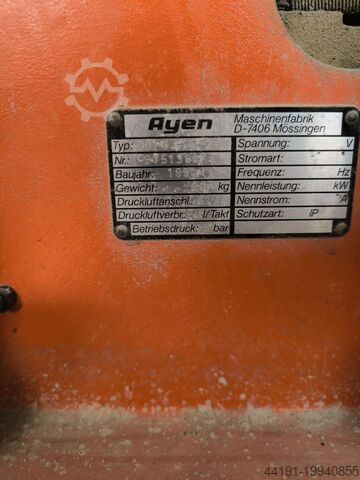 Ayen
Maschinenfabrik
D-7406 Mössingen
Typ:
Spannung: V
Nr.:
Stromart:
Baujahr:
Frequenz: Hz
Gewicht: kg
Nennleistung: kW
Druckluftanschl.:
Nennstrom: A
Druckluftverbr.: l/Takt
Schutzart: IP
Betriebsdruck: bar
44191-19940855